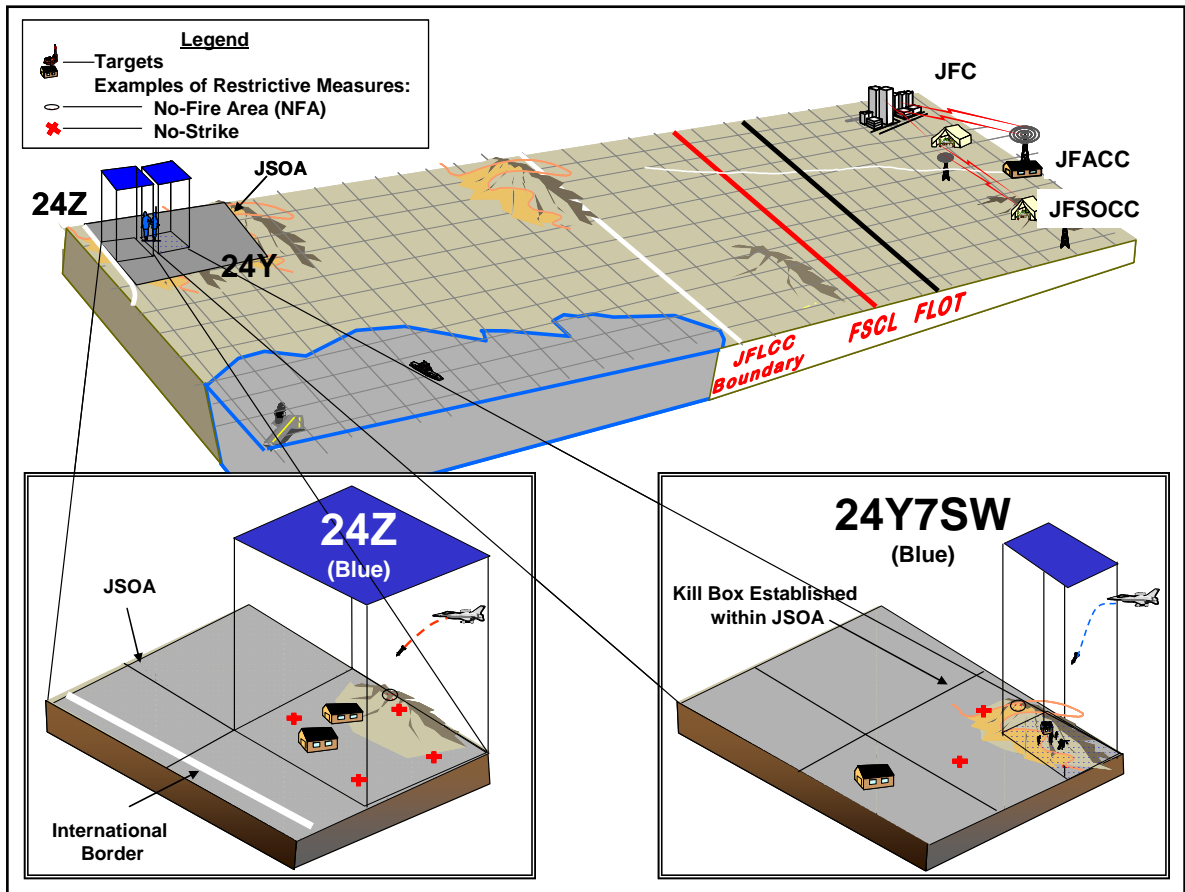 Legend
Targets
Examples of Restrictive Measures:
No-Fire Area (NFA)
No-Strike
JFC
JSOA
JFACC
24Z
JFSOCC
24Y
FSCL FLOT
JFLCC
Boundary
24Z
(Blue)
JSOA
International
Border
24Y7SW
(Blue)
Kill Box Established
within JSOA